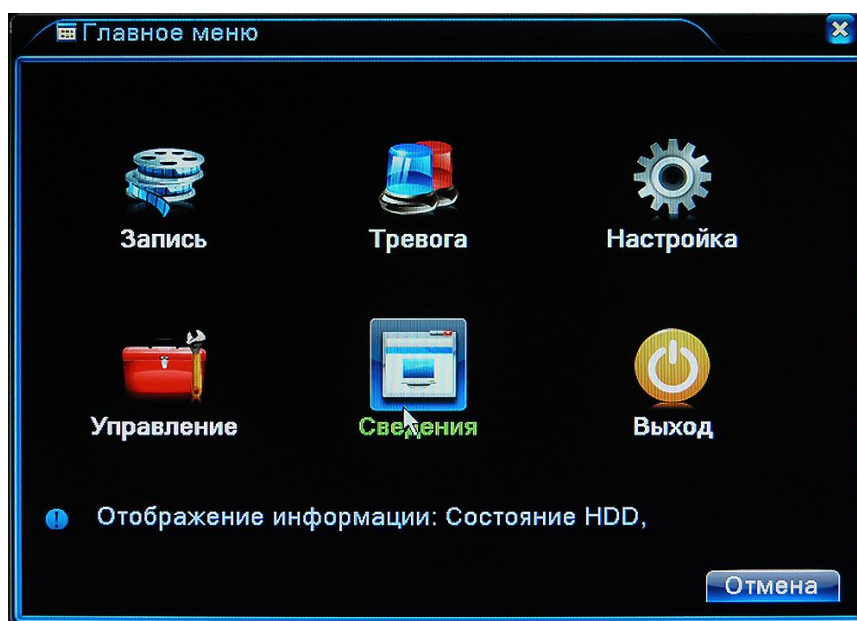 Главное меню
Запись
Тревога
Настройка
Управление
Сведения
Выход
Отображение информации: Состояние HDD,
Отмена